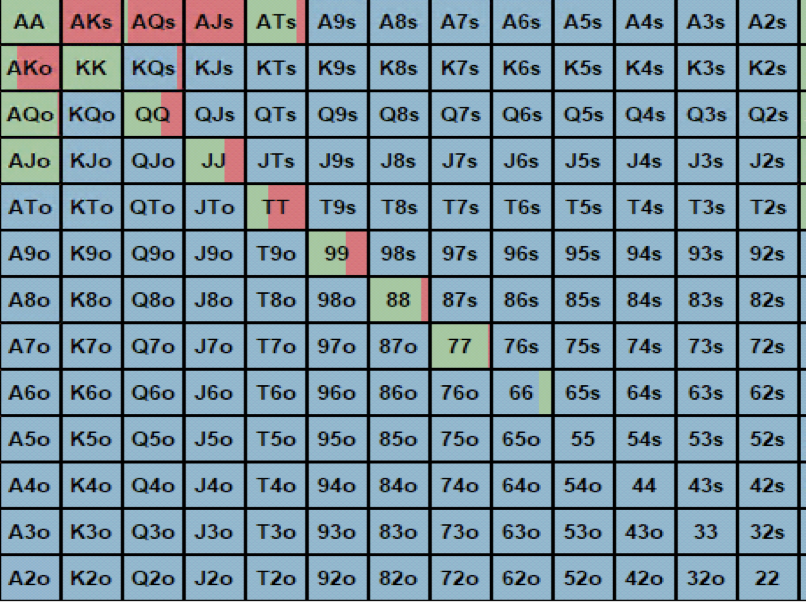 AA AKs AQs AJs ATs A9s A8s A7s A6s A5s A4s A3s A2s
AKo KK KQs KJs KTs K9s K8s K7s K6s K5s K4s K3s K2s
AQo KQo QQ QJs QTs Q9s Q8s Q7s Q6s Q5s Q4s Q3s Q2s
AJo KJo QJo JJ JTs J9s J8s J7s J6s J5s J4s J3s J2s
ATo KTo QTo JTo TT T9s T8s T7s T6s T5s T4s T3s T2s
A9o K9o Q9o J9o T9o 99 98s 97s 96s 95s 94s 93s 92s
A8o K8o Q8o J8o T8o 98o 88 87s 86s 85s 84s 83s 82s
A7o K7o Q7o J7o T7o 97o 87o 77 76s 75s 74s 73s 72s
A6o K6o Q6o J6o T6o 96o 86o 76o 66 65s 64s 63s 62s
A5o K5o Q5o J5o T5o 95o 85o 75o 65o 55 54s 53s 52s
A4o K4o Q4o J4o T4o 94o 84o 74o 64o 54o 44 43s 42s
A3o K3o Q3o J3o T3o 93o 83o 73o 63o 53o 43o 33 32s
A2o K2o Q2o J2o T2o 92o 82o 72o 62o 52o 42o 32o 22